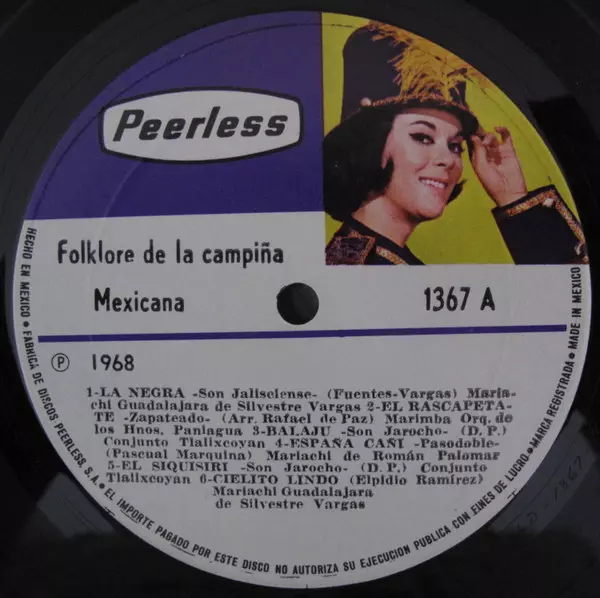 Peerless
Folklore de la campiña
Mexicana
1367 A
Ⓟ 1968
1-LA NEGRA -Son Jalisciense- (Fuentes-Vargas) Maria-
chi Guadalajara de Silvestre Vargas 2-EL RASCAPETA-
TE -Zapateado- (Arr. Rafael de Paz) Marimba Orq. de
los Hnos. Paniagua 3-BALAJU -Son Jarocho- (D. P.)
Conjunto Tlalixcoyan 4-ESPAÑA CAÑI -Pasodoble-
(Pascual Marquina) Mariachi de Román Palomar
5-EL SIQUISIRI -Son Jarocho- (D. P.) Conjunto
Tlalixcoyan 6-CIELITO LINDO (Elpidio Ramírez)
Mariachi Guadalajara
de Silvestre Vargas
HECHO EN MEXICO • FABRICA DE DISCOS PEERLESS, S.A. • EL IMPORTE PAGADO POR ESTE DISCO NO AUTORIZA SU EJECUCION PUBLICA CON FINES DE LUCRO • MARCA REGISTRADA • MADE IN MEXICO